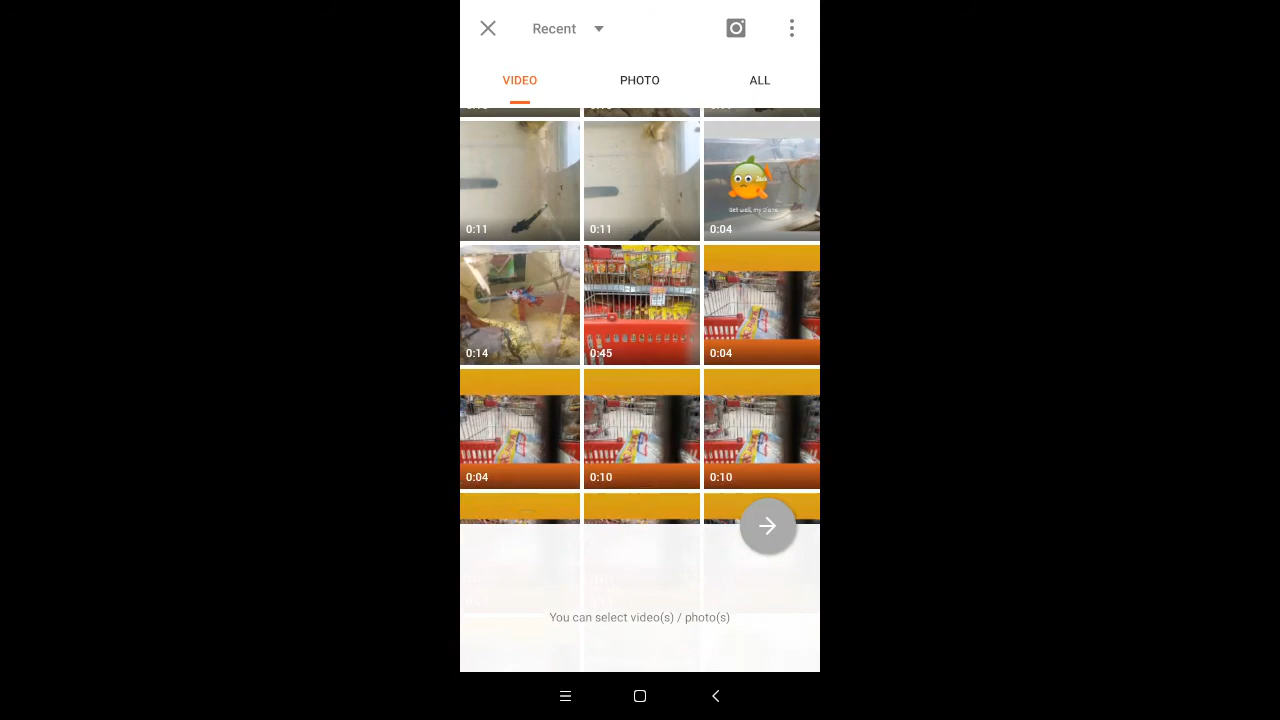 Recent
VIDEO
PHOTO
ALL
0:11
0:11
0:04
0:14
0:45
0:04
0:04
0:10
0:10
You can select video(s) / photo(s)